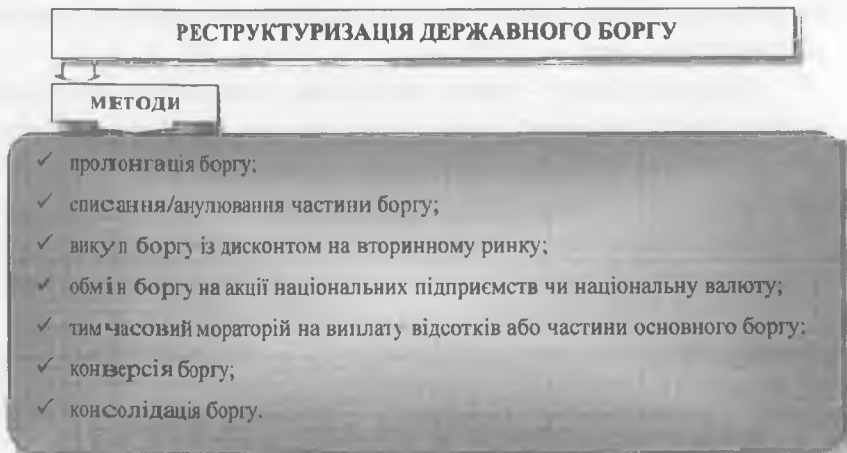 РЕСТРУКТУРИЗАЦІЯ ДЕРЖАВНОГО БОРГУ
МЕТОДИ
✓ пролонгація боргу;
✓ списання/анулювання частини боргу;
✓ викуп боргу із дисконтом на вторинному ринку;
✓ обмін боргу на акції національних підприємств чи національну валюту;
✓ тимчасовий мораторій на виплату відсотків або частини основного боргу;
✓ конверсія боргу;
✓ консолідація боргу.